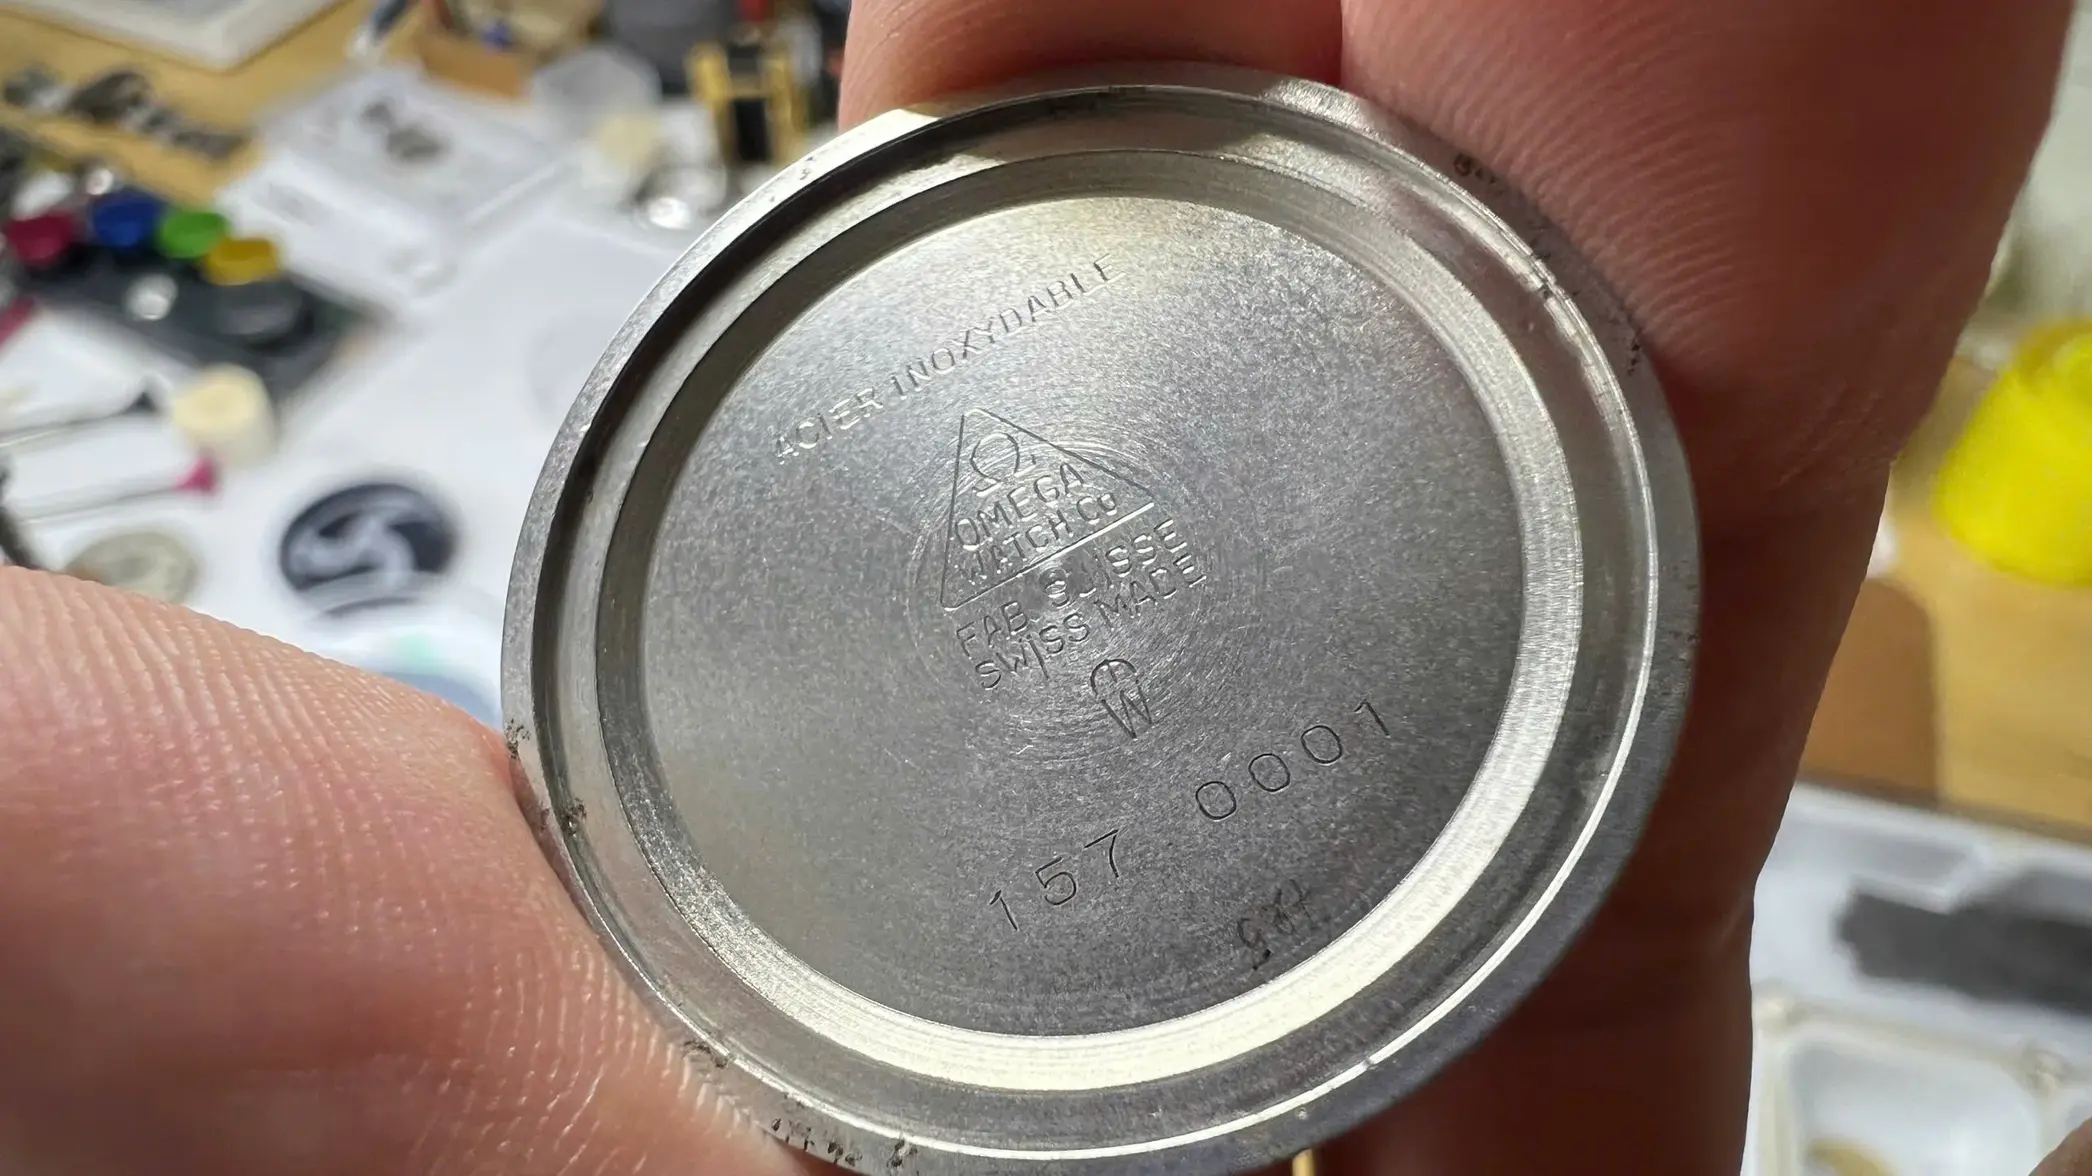 ACIER INOXYDABLE
Ω
OMEGA
WATCH Co
FAB. SUISSE
SWISS MADE
157 0001